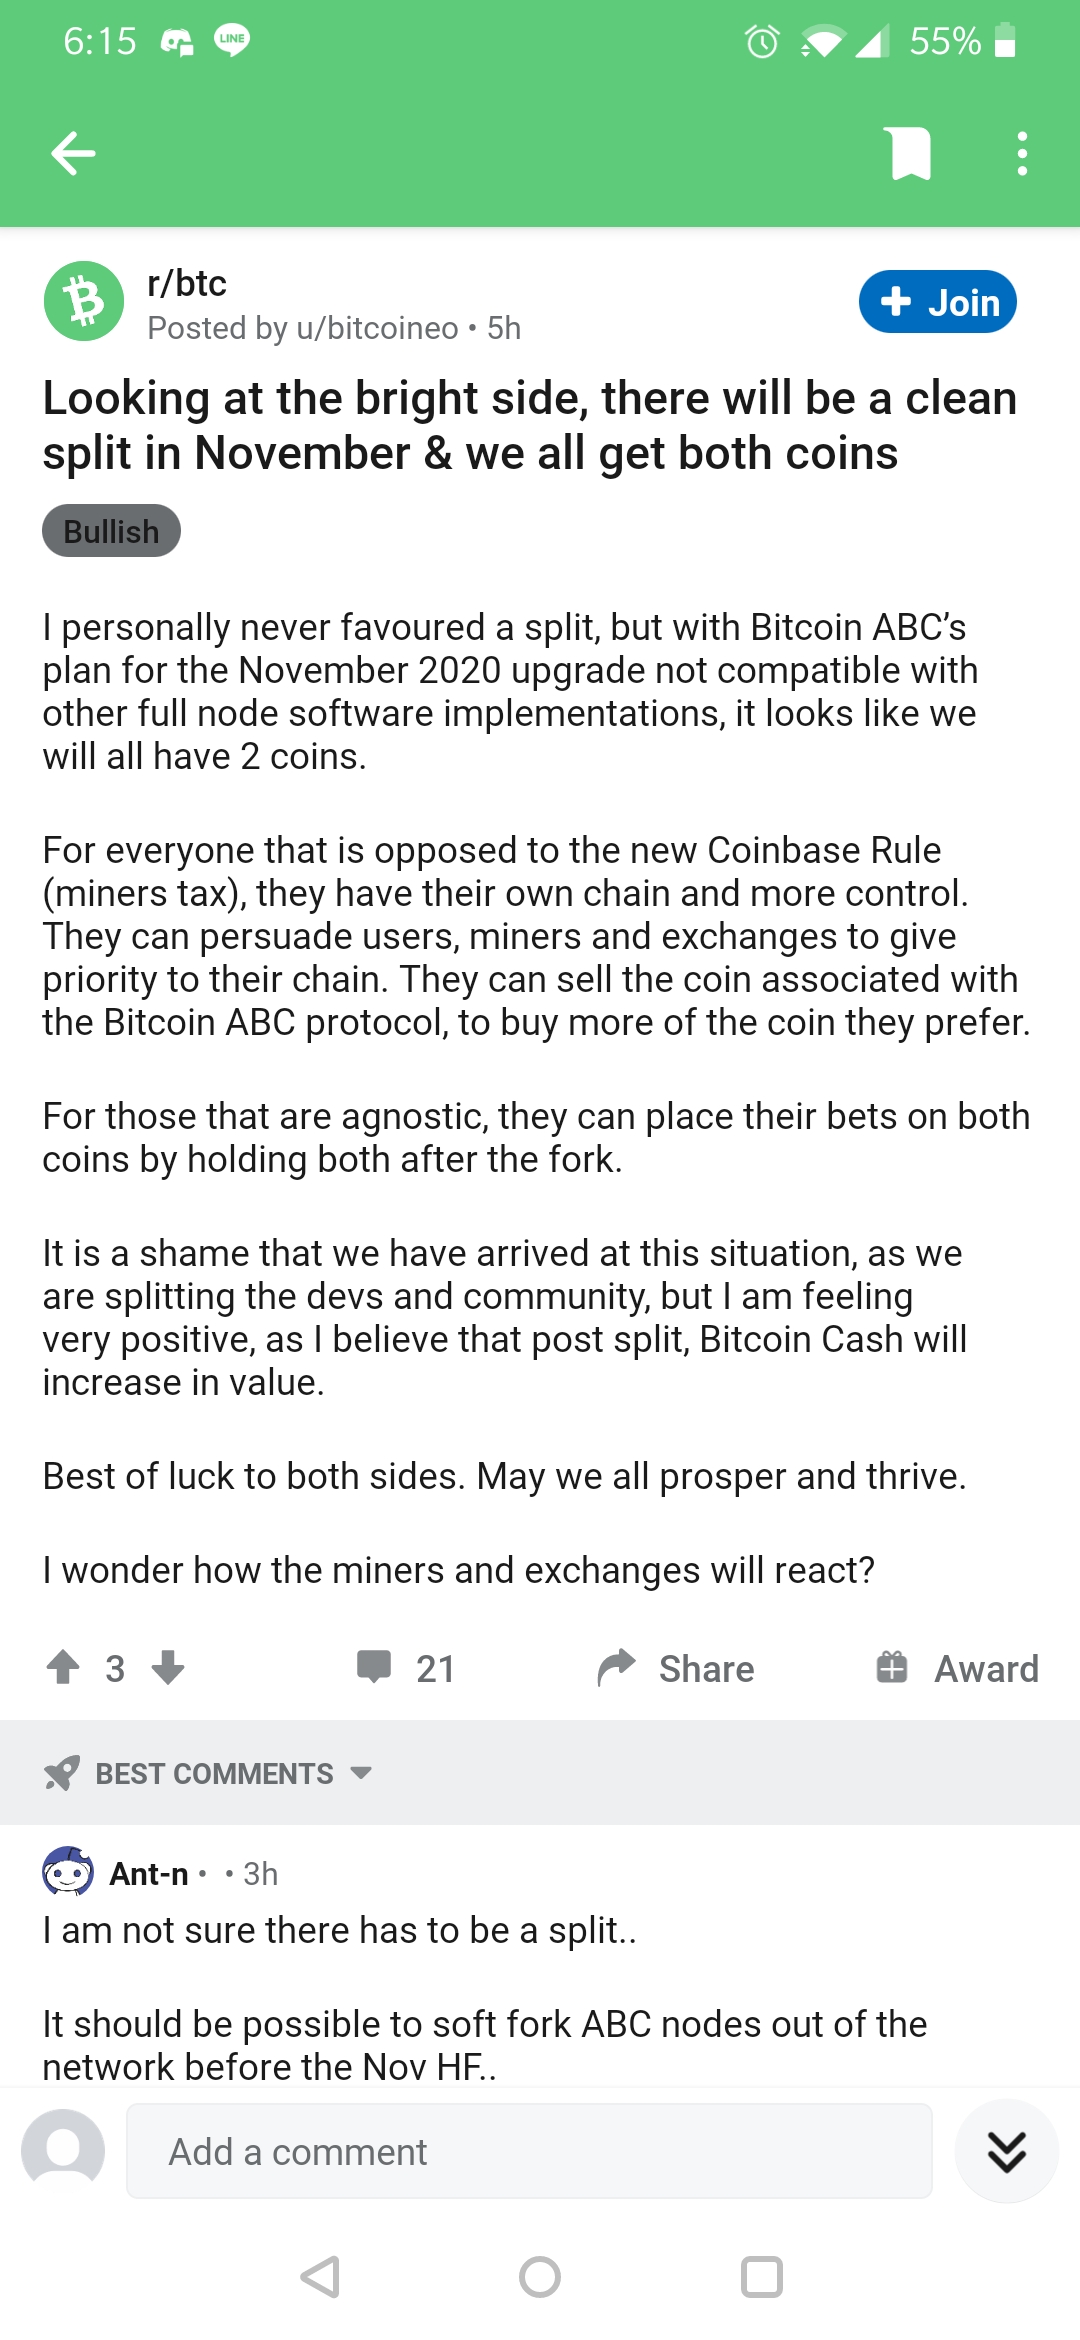 6:15 LINE 55%
r/btc
Posted by u/bitcoineo • 5h
+ Join
Looking at the bright side, there will be a clean
split in November & we all get both coins
Bullish
I personally never favoured a split, but with Bitcoin ABC’s
plan for the November 2020 upgrade not compatible with
other full node software implementations, it looks like we
will all have 2 coins.
For everyone that is opposed to the new Coinbase Rule
(miners tax), they have their own chain and more control.
They can persuade users, miners and exchanges to give
priority to their chain. They can sell the coin associated with
the Bitcoin ABC protocol, to buy more of the coin they prefer.
For those that are agnostic, they can place their bets on both
coins by holding both after the fork.
It is a shame that we have arrived at this situation, as we
are splitting the devs and community, but I am feeling
very positive, as I believe that post split, Bitcoin Cash will
increase in value.
Best of luck to both sides. May we all prosper and thrive.
I wonder how the miners and exchanges will react?
3 21 Share Award
BEST COMMENTS
Ant-n • • 3h
I am not sure there has to be a split..
It should be possible to soft fork ABC nodes out of the
network before the Nov HF..
Add a comment